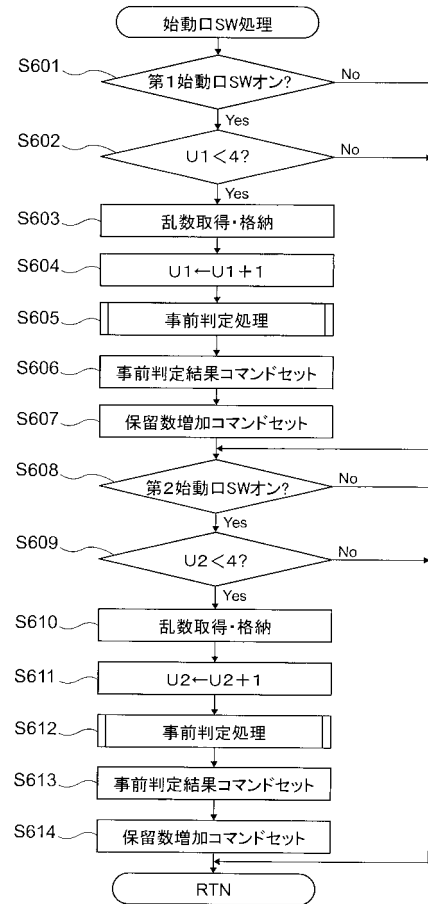 始動口SW処理
S601
第1始動口SWオン?
No
Yes
S602
U1<4?
No
Yes
S603
乱数取得・格納
S604
U1←U1+1
S605
事前判定処理
S606
事前判定結果コマンドセット
S607
保留数増加コマンドセット
S608
第2始動口SWオン?
No
Yes
S609
U2<4?
No
Yes
S610
乱数取得・格納
S611
U2←U2+1
S612
事前判定処理
S613
事前判定結果コマンドセット
S614
保留数増加コマンドセット
RTN